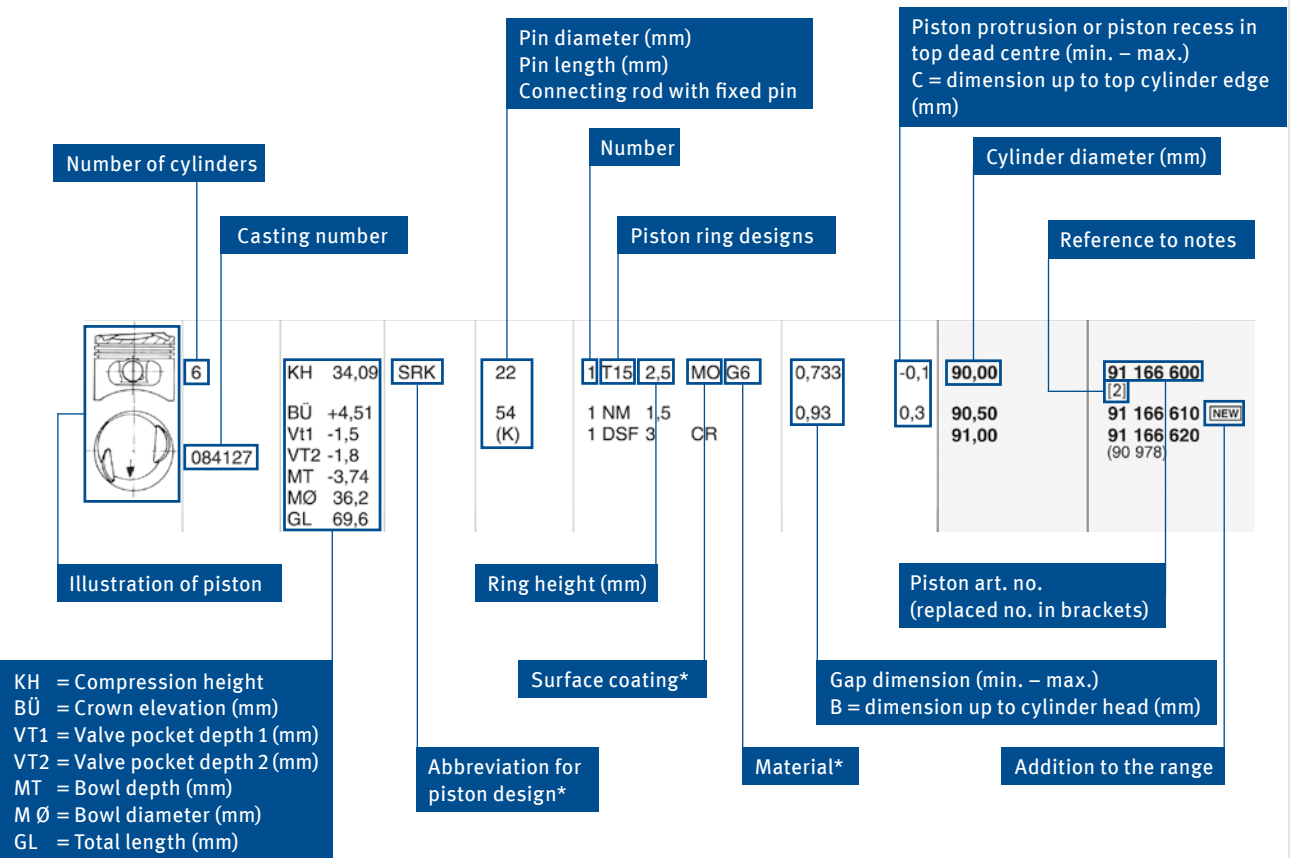 Pin diameter (mm)
Pin length (mm)
Connecting rod with fixed pin
Piston protrusion or piston recess in
top dead centre (min. – max.)
C = dimension up to top cylinder edge
(mm)
Number of cylinders
Number
Cylinder diameter (mm)
Casting number
Piston ring designs
Reference to notes
6 KH 34,09 SRK 22 1 T15 2,5 MO G6 0,733 -0,1 90,00 91 166 600
[2]
BÜ +4,51 54 1 NM 1,5 0,93 0,3 90,50 91 166 610 NEW
Vt1 -1,5 (K) 1 DSF 3 CR 91,00 91 166 620
084127 VT2 -1,8 (90 978)
MT -3,74
MØ 36,2
GL 69,6
Illustration of piston
Ring height (mm)
Piston art. no.
(replaced no. in brackets)
KH = Compression height
BÜ = Crown elevation (mm)
VT1 = Valve pocket depth 1 (mm)
VT2 = Valve pocket depth 2 (mm)
MT = Bowl depth (mm)
M Ø = Bowl diameter (mm)
GL = Total length (mm)
Surface coating*
Gap dimension (min. – max.)
B = dimension up to cylinder head (mm)
Abbreviation for
piston design*
Material*
Addition to the range